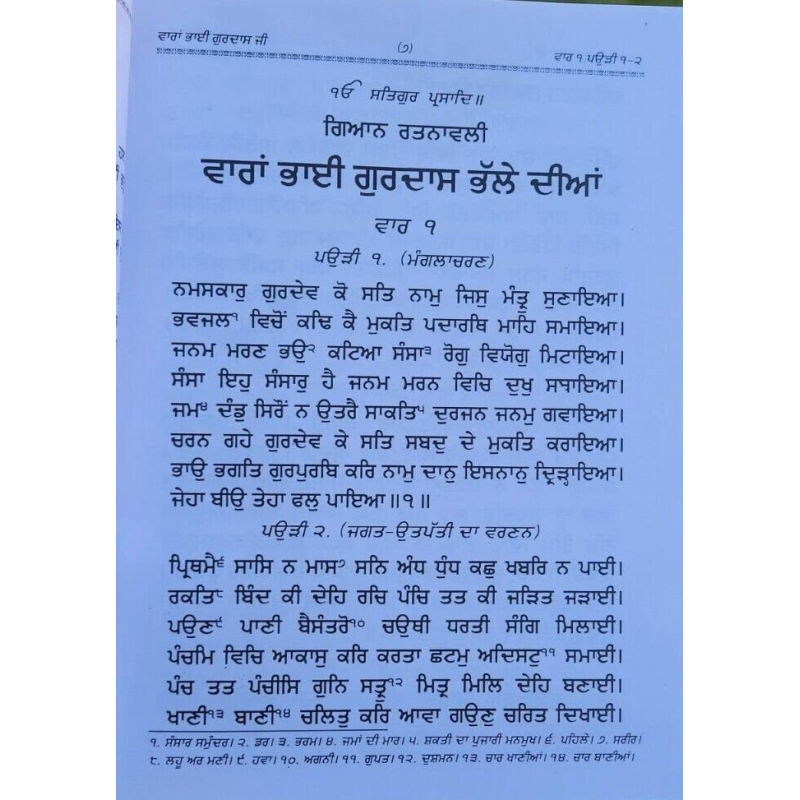 ਵਾਰਾਂ ਭਾਈ ਗੁਰਦਾਸ ਜੀ (੭) ਵਾਰ ੧ ਪਉੜੀ ੧-੨
ੴ ਸਤਿਗੁਰ ਪ੍ਰਸਾਦਿ॥
ਗਿਆਨ ਰਤਨਾਵਲੀ
ਵਾਰਾਂ ਭਾਈ ਗੁਰਦਾਸ ਭੱਲੇ ਦੀਆਂ
ਵਾਰ ੧
ਪਉੜੀ ੧. (ਮੰਗਲਾਚਰਣ)
ਨਮਸਕਾਰੁ ਗੁਰਦੇਵ ਕੋ ਸਤਿ ਨਾਮੁ ਜਿਸੁ ਮੰਤ੍ਰੁ ਸੁਣਾਇਆ।
ਭਵਜਲ੧ ਵਿਚੋਂ ਕਢਿ ਕੈ ਮੁਕਤਿ ਪਦਾਰਥਿ ਮਾਹਿ ਸਮਾਇਆ।
ਜਨਮ ਮਰਣ ਭਉ੨ ਕਟਿਆ ਸੰਸਾ੩ ਰੋਗੁ ਵਿਯੋਗੁ ਮਿਟਾਇਆ।
ਸੰਸਾ ਇਹੁ ਸੰਸਾਰੁ ਹੈ ਜਨਮ ਮਰਨ ਵਿਚਿ ਦੁਖੁ ਸਬਾਇਆ।
ਜਮ੪ ਦੰਡੁ ਸਿਰੌਂ ਨ ਉਤਰੈ ਸਾਕਤਿ੫ ਦੁਰਜਨ ਜਨਮੁ ਗਵਾਇਆ।
ਚਰਨ ਗਹੇ ਗੁਰਦੇਵ ਕੇ ਸਤਿ ਸਬਦੁ ਦੇ ਮੁਕਤਿ ਕਰਾਇਆ।
ਭਾਉ ਭਗਤਿ ਗੁਰਪੁਰਬਿ ਕਰਿ ਨਾਮੁ ਦਾਨੁ ਇਸਨਾਨੁ ਦ੍ਰਿੜ੍ਹਾਇਆ।
ਜੇਹਾ ਬੀਉ ਤੇਹਾ ਫਲੁ ਪਾਇਆ॥੧॥
ਪਉੜੀ ੨. (ਜਗਤ-ਉਤਪੱਤੀ ਦਾ ਵਰਣਨ)
ਪ੍ਰਿਥਮੈ੬ ਸਾਸਿ ਨ ਮਾਸ੭ ਸਨਿ ਅੰਧ ਧੁੰਧ ਕਛੁ ਖਬਰਿ ਨ ਪਾਈ।
ਰਕਤਿ੮ ਬਿੰਦ ਕੀ ਦੇਹਿ ਰਚਿ ਪੰਚਿ ਤਤ ਕੀ ਜੜਿਤ ਜੜਾਈ।
ਪਉਣ੯ ਪਾਣੀ ਬੈਸੰਤਰੋ੧੦ ਚਉਥੀ ਧਰਤੀ ਸੰਗਿ ਮਿਲਾਈ।
ਪੰਚਮਿ ਵਿਚਿ ਆਕਾਸੁ ਕਰਿ ਕਰਤਾ ਛਟਮੁ ਅਦਿਸਟੁ੧੧ ਸਮਾਈ।
ਪੰਚ ਤਤ ਪੰਚੀਸਿ ਗੁਨਿ ਸਤ੍ਰੁ੧੨ ਮਿਤ੍ਰ ਮਿਲਿ ਦੇਹਿ ਬਣਾਈ।
ਖਾਣੀ੧੩ ਬਾਣੀ੧੪ ਚਲਿਤੁ ਕਰਿ ਆਵਾ ਗਉਣੁ ਚਰਿਤ ਦਿਖਾਈ।
੧. ਸੰਸਾਰ ਸਮੁੰਦਰ। ੨. ਡਰ। ੩. ਭਰਮ। ੪. ਜਮਾਂ ਦੀ ਮਾਰ। ੫. ਸ਼ਕਤੀ ਦਾ ਪੁਜਾਰੀ ਮਨਮੁਖ। ੬. ਪਹਿਲੇ। ੭. ਸਰੀਰ।
੮. ਲਹੂ ਅਰ ਮਣੀ। ੯. ਹਵਾ। ੧੦. ਅਗਨੀ। ੧੧. ਗੁਪਤ। ੧੨. ਦੁਸ਼ਮਨ। ੧੩. ਚਾਰ ਖਾਣੀਆਂ। ੧੪. ਚਾਰ ਬਾਣੀਆਂ।